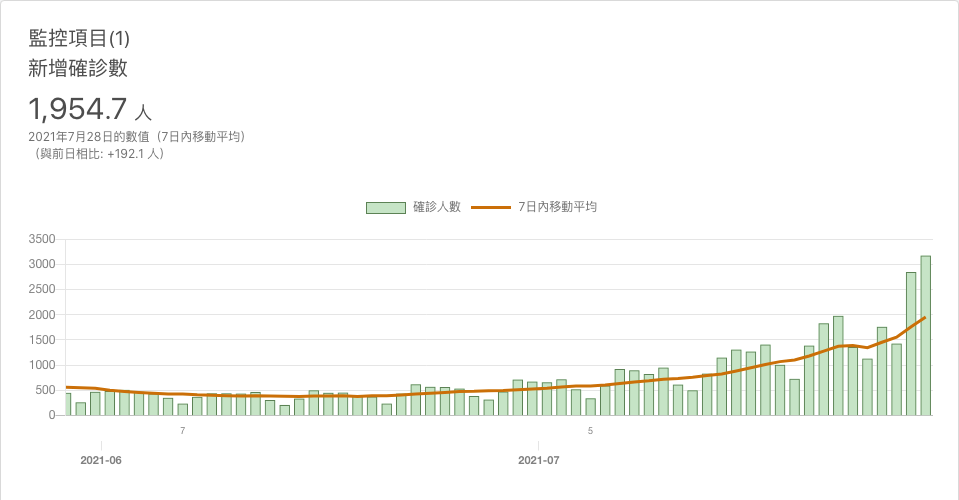 監控項目(1)
新增確診數
1,954.7 人
2021年7月28日的數值（7日內移動平均）
（與前日相比: +192.1 人）
確診人數 7日內移動平均
3500
3000
2500
2000
1500
1000
500
0
7 5
2021-06 2021-07